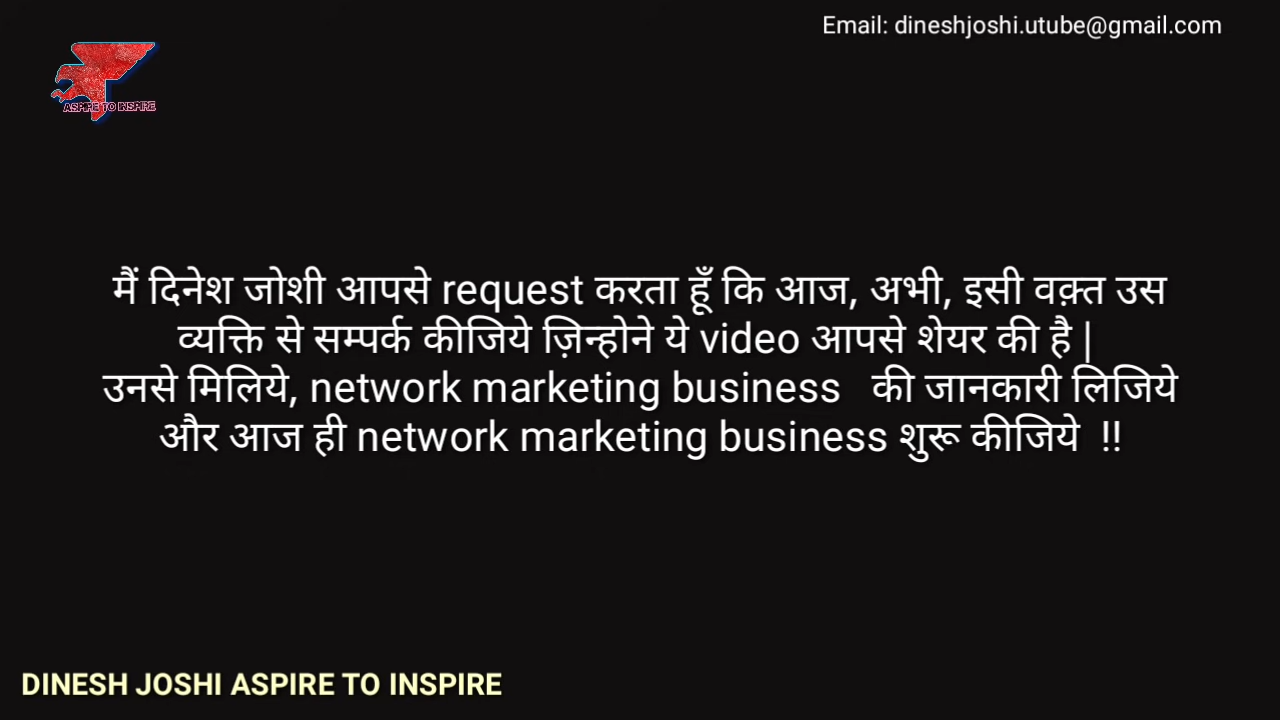 Email: dineshjoshi.utube@gmail.com
ASPIRE TO INSPIRE
मैं दिनेश जोशी आपसे request करता हूँ कि आज, अभी, इसी वक़्त उस
व्यक्ति से सम्पर्क कीजिये ज़िन्होने ये video आपसे शेयर की है |
उनसे मिलिये, network marketing business की जानकारी लिजिये
और आज ही network marketing business शुरू कीजिये !!
DINESH JOSHI ASPIRE TO INSPIRE